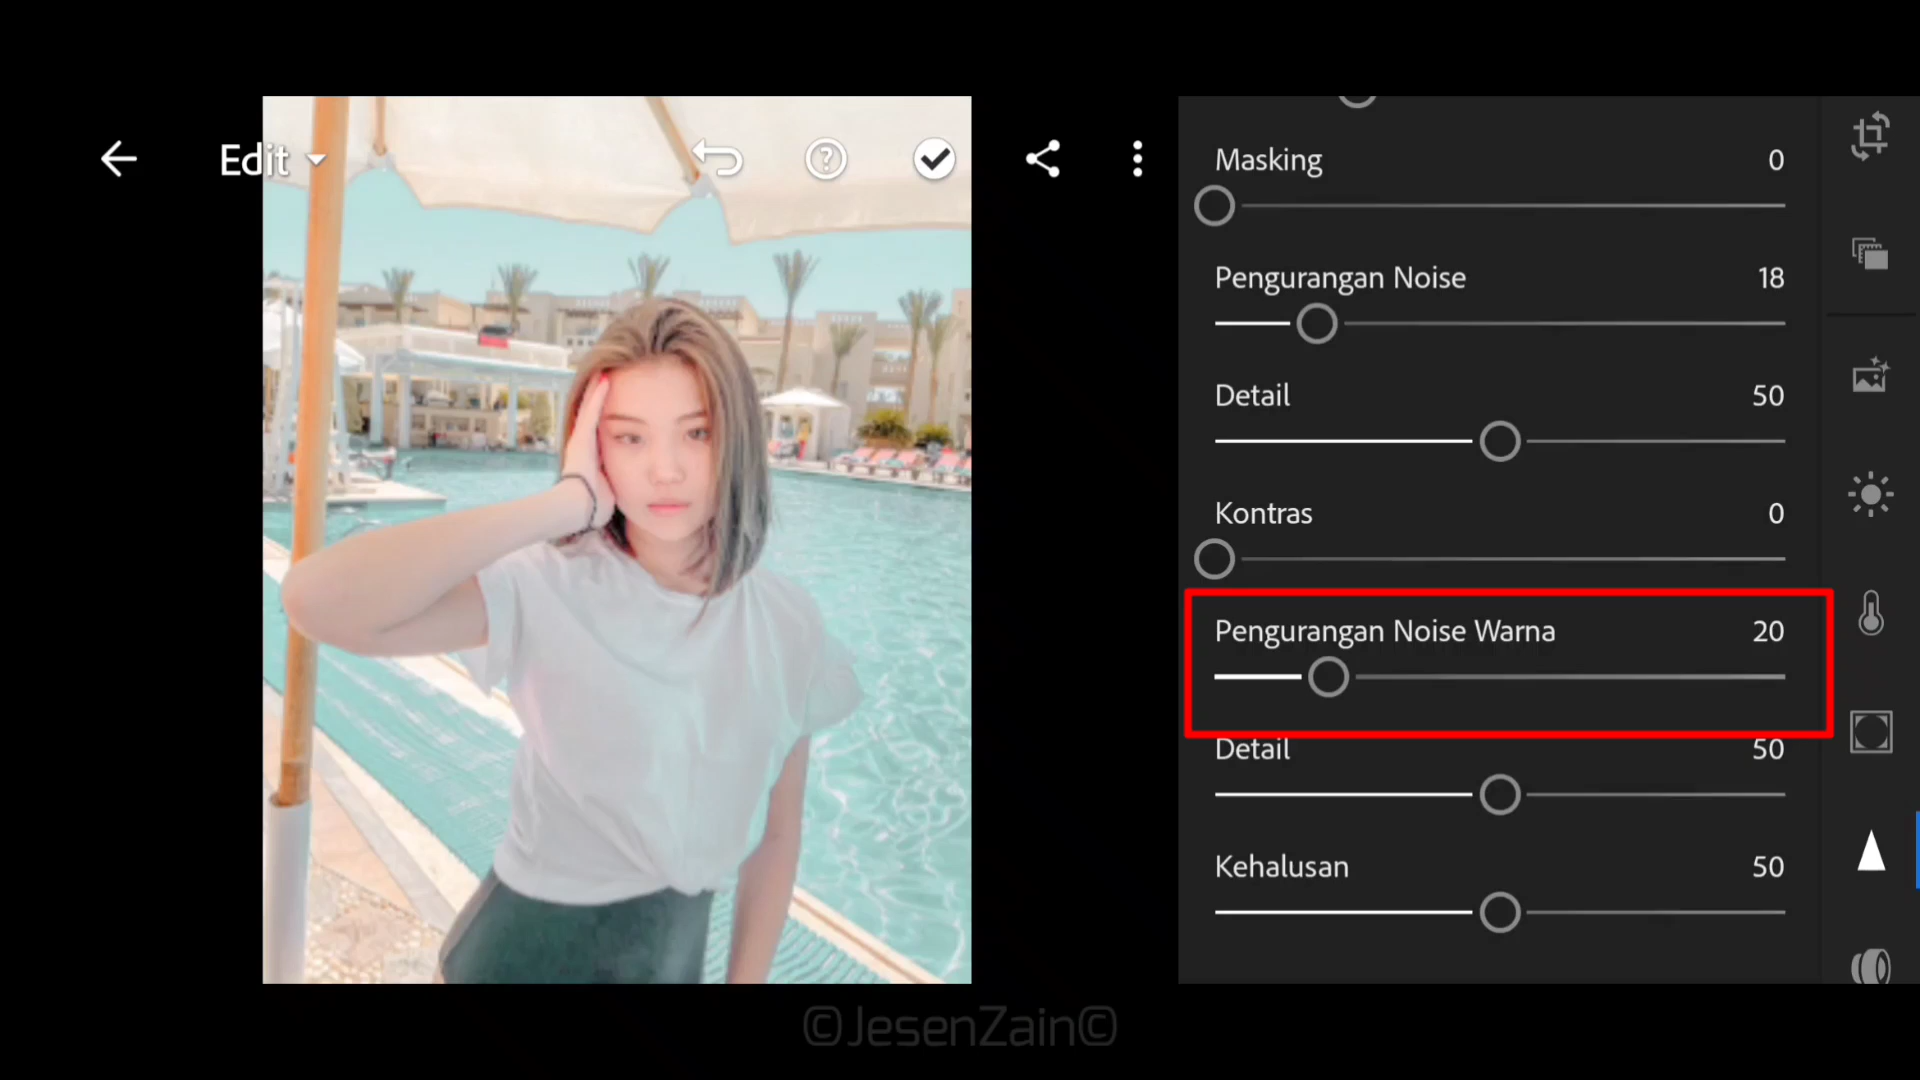 Edit
Masking 0
Pengurangan Noise 18
Detail 50
Kontras 0
Pengurangan Noise Warna 20
Detail 50
Kehalusan 50
©JesenZain©